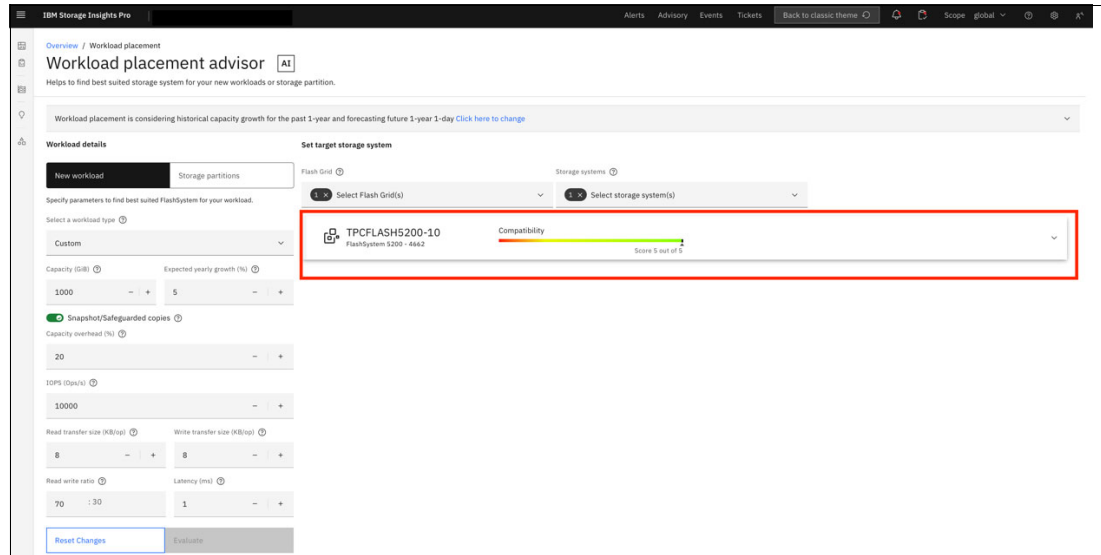 IBM Storage Insights Pro
Alerts Advisory Events Tickets Back to classic theme Scope global
Overview / Workload placement
Workload placement advisor AI
Helps to find best suited storage system for your new workloads or storage partition.
Workload placement is considering historical capacity growth for the past 1-year and forecasting future 1-year 1-day Click here to change
Workload details
Set target storage system
New workload Storage partitions
Flash Grid Storage systems
1 × Select Flash Grid(s) 1 × Select storage system(s)
Specify parameters to find best suited FlashSystem for your workload.
Select a workload type
Custom
TPCFLASH5200-10
FlashSystem 5200 - 4662
Compatibility
Score 5 out of 5
Capacity (GiB) Expected yearly growth (%)
1000 - + 5 - +
Snapshot/Safeguarded copies
Capacity overhead (%)
20 - +
IOPS (Ops/s)
10000 - +
Read transfer size (KB/op) Write transfer size (KB/op)
8 - + 8 - +
Read write ratio Latency (ms)
70 :30 1 - +
Reset Changes Evaluate